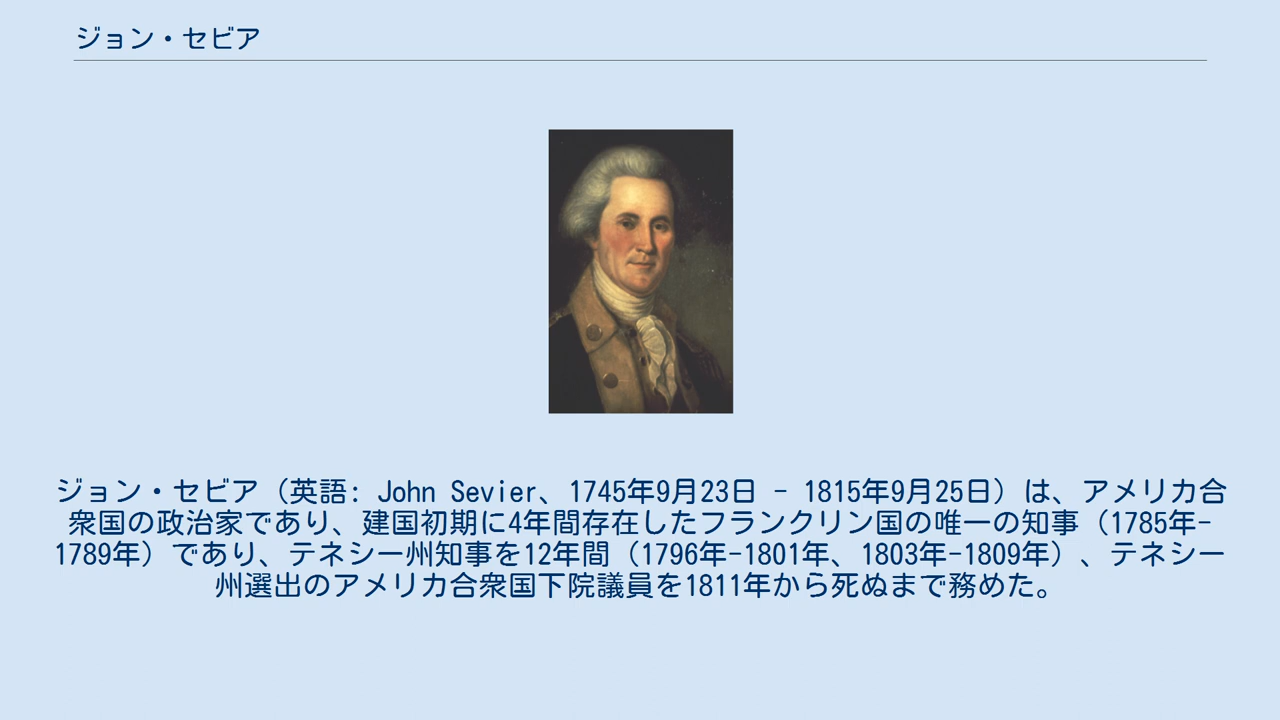 ジョン・セビア
ジョン・セビア（英語: John Sevier、1745年9月23日 - 1815年9月25日）は、アメリカ合
衆国の政治家であり、建国初期に4年間存在したフランクリン国の唯一の知事（1785年-
1789年）であり、テネシー州知事を12年間（1796年-1801年、1803年-1809年）、テネシー
州選出のアメリカ合衆国下院議員を1811年から死ぬまで務めた。